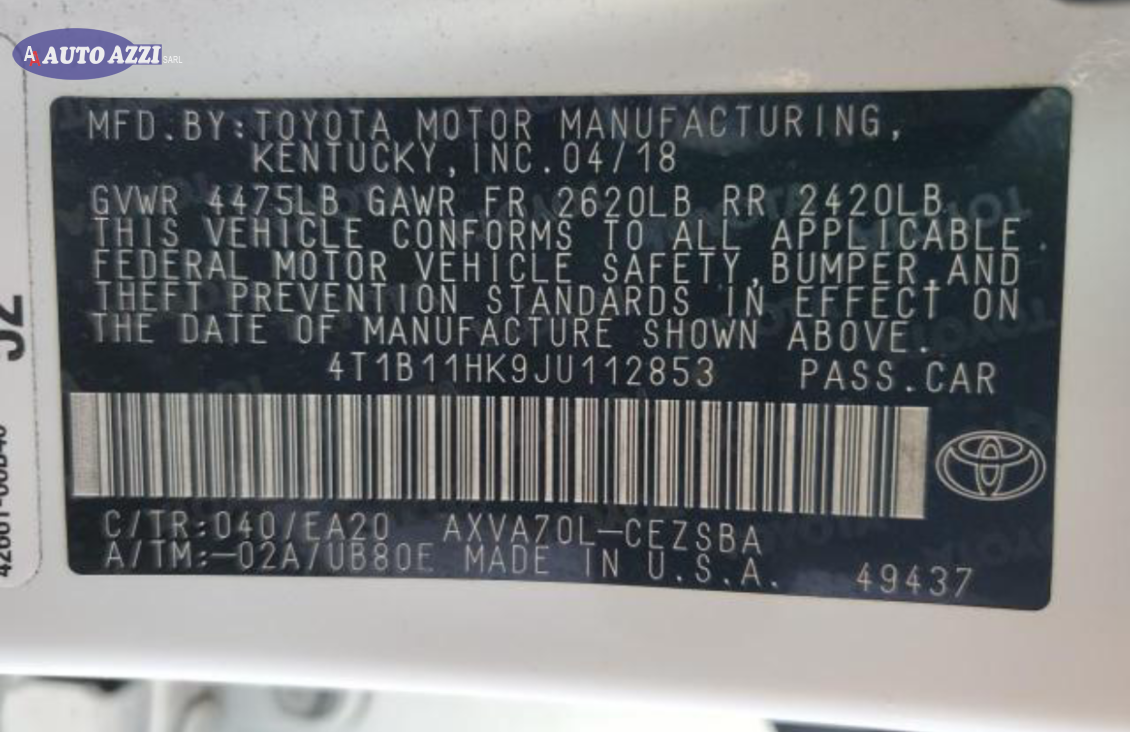 AA AUTO AZZI SARL
MFD.BY:TOYOTA MOTOR MANUFACTURING,
KENTUCKY,INC.04/18
GVWR 4475LB GAWR FR 2620LB RR 2420LB
THIS VEHICLE CONFORMS TO ALL APPLICABLE
FEDERAL MOTOR VEHICLE SAFETY,BUMPER,AND
THEFT PREVENTION STANDARDS IN EFFECT ON
THE DATE OF MANUFACTURE SHOWN ABOVE.
4T1B11HK9JU112853 PASS.CAR
C/TR:040/EA20 AXVA70L-CEZSBA
A/TM:-02A/UB80E MADE IN U.S.A. 49437